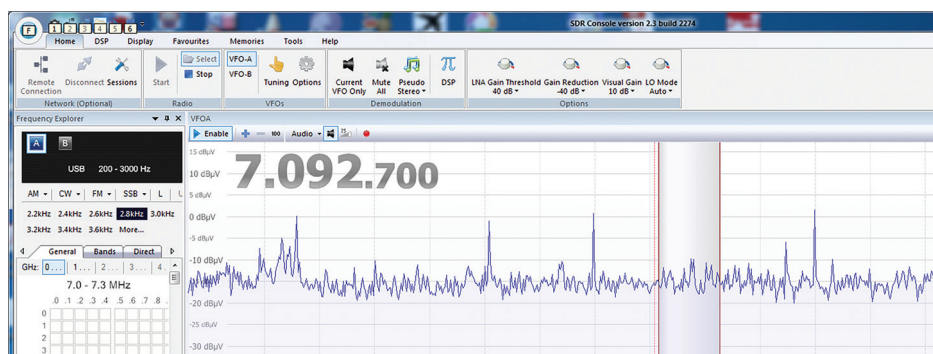 SDR Console version 2.3 build 2274
F
1 2 3 4 5 6
Home DSP Display Favourites Memories Tools Help
Remote Connection
Disconnect
Sessions
Start
Select
Stop
VFO-A
VFO-B
Tuning
Options
Current VFO Only
Mute All
Pseudo Stereo
DSP
LNA Gain Threshold
40 dB
Gain Reduction
-40 dB
Visual Gain
10 dB
LO Mode
Auto
Network (Optional)
Radio
VFOs
Demodulation
Options
Frequency Explorer
A B
USB 200 - 3000 Hz
AM CW FM SSB L
2.2kHz 2.4kHz 2.6kHz 2.8kHz 3.0kHz
3.2kHz 3.4kHz 3.6kHz More...
General Bands Direct
GHz: 0... 1... 2... 3... 4.
7.0 - 7.3 MHz
.0 .1 .2 .3 .4 .5 .6 .7 .8 .
0
1
2
3
VFOA
Enable 100 Audio
7.092.700
15 dBµV
10 dBµV
5 dBµV
0 dBµV
-5 dBµV
-10 dBµV
-15 dBµV
-20 dBµV
-25 dBµV
-30 dBµV